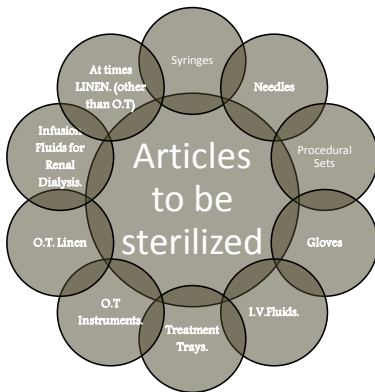 Syringes
Needles
Procedural
Sets
Gloves
I.V.Fluids.
Treatment
Trays.
O.T
Instruments.
O.T. Linen
Infusion
Fluids for
Renal
Dialysis.
At times
LINEN. (other
than O.T)
Articles
to be
sterilized